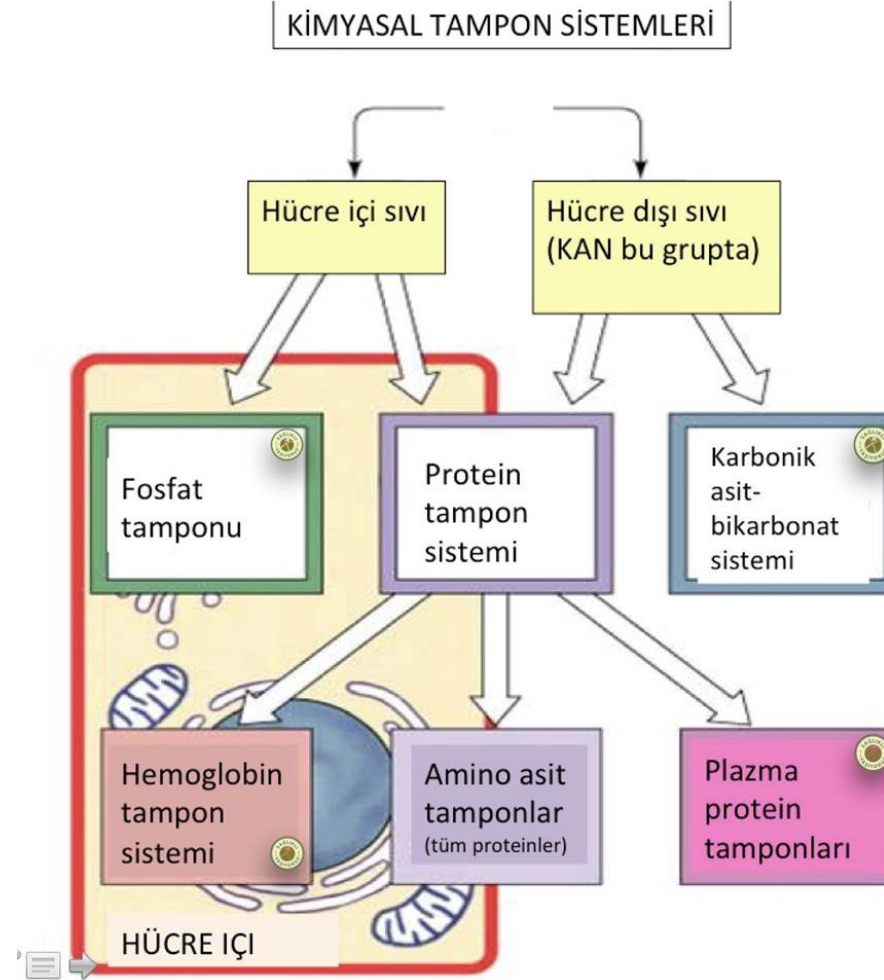 KİMYASAL TAMPON SİSTEMLERİ
Hücre içi sıvı
Hücre dışı sıvı
(KAN bu grupta)
Fosfat
tamponu
Protein
tampon
sistemi
Karbonik
asit-
bikarbonat
sistemi
Hemoglobin
tampon
sistemi
Amino asit
tamponlar
(tüm proteinler)
Plazma
protein
tamponları
HÜCRE IÇI